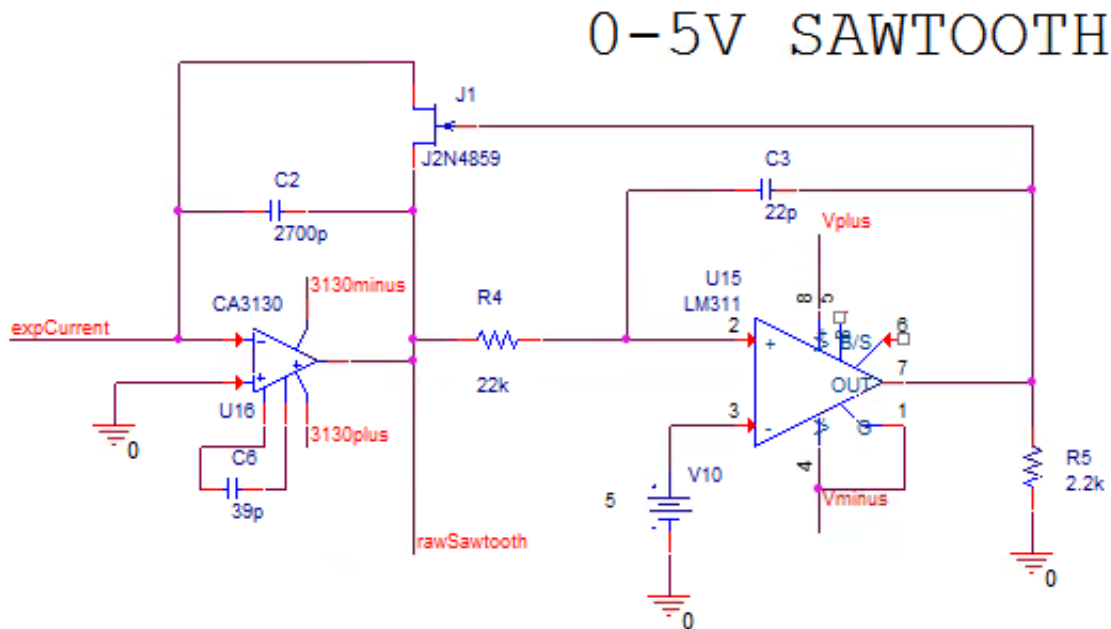 0-5V SAWTOOTH
J1
J2N4859
C3
22p
C2
2700p
Vplus
U15
LM311
8
5
6
B/S
CA3130
3130minus
R4
22k
expCurrent
2
+
7
OUT
-
+
+
U16
3130plus
3
-
1
G
4
V10
5
R5
2.2k
Vminus
0
C6
39p
rawSawtooth
0
0